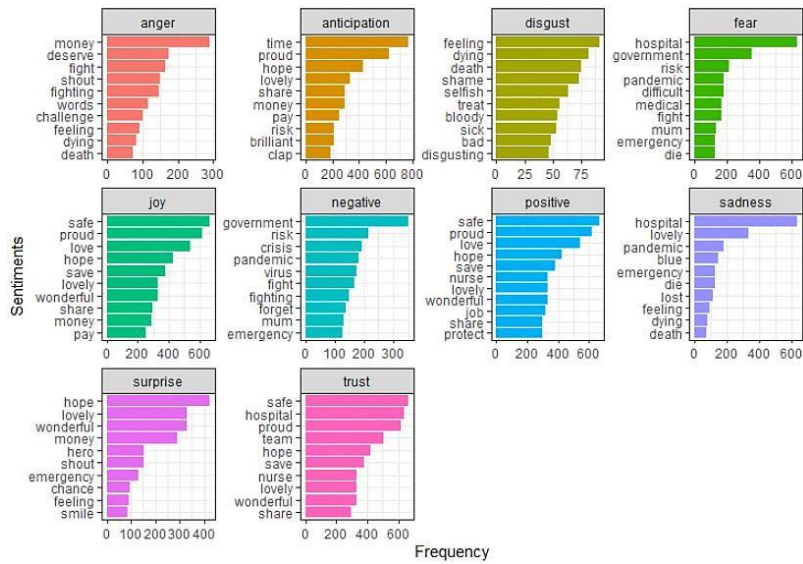 anger
money
deserve
fight
shout
fighting
words
challenge
feeling
dying
death
0 100 200 300
anticipation
time
proud
hope
lovely
share
money
pay
risk
brilliant
clap
0 200 400 600 800
disgust
feeling
dying
death
shame
selfish
treat
bloody
sick
bad
disgusting
0 25 50 75
fear
hospital
government
risk
pandemic
difficult
medical
fight
mum
emergency
die
0 200 400 600
joy
safe
proud
love
hope
save
lovely
wonderful
share
money
pay
0 200 400 600
negative
government
risk
crisis
pandemic
virus
fight
fighting
forget
mum
emergency
0 100 200 300
positive
safe
proud
love
hope
save
nurse
lovely
wonderful
job
share
protect
0 200 400 600
sadness
hospital
lovely
pandemic
blue
emergency
die
lost
feeling
dying
death
0 200 400 600
surprise
hope
lovely
wonderful
money
hero
shout
emergency
chance
feeling
smile
0 100 200 300 400
trust
safe
hospital
proud
team
hope
save
nurse
lovely
wonderful
share
0 200 400 600
Sentiments
Frequency